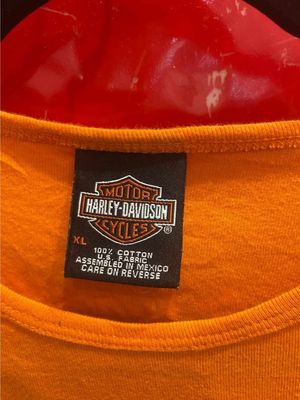 MOTOR
HARLEY-DAVIDSON
CYCLES
®
XL
100% COTTON
U.S. FABRIC
ASSEMBLED IN MEXICO
CARE ON REVERSE